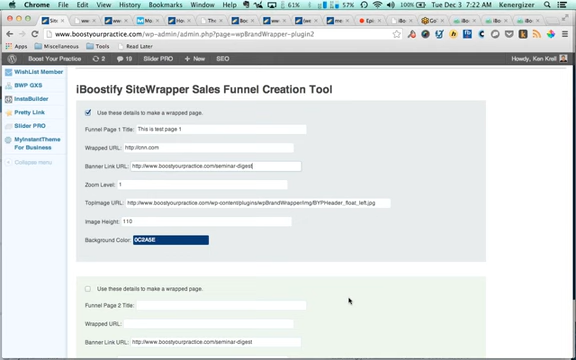 Chrome File Edit View History Bookmarks Window Help
61% Tue Dec 3 7:22 AM Kenergizer
www.boostyourpractice.com/wp-admin/admin.php?page=wpBrandWrapper-plugin2
Apps Miscellaneous Tools Read Later
Boost Your Practice 2 19 Slider PRO + New SEO Howdy, Ken Krell
WishList Member
BWP GXS
InstaBuilder
Pretty Link
Slider PRO
MyInstantTheme
For Business
Collapse menu
iBoostify SiteWrapper Sales Funnel Creation Tool
Use these details to make a wrapped page.
Funnel Page 1 Title: This is test page 1
Wrapped URL: http://cnn.com
Banner Link URL: http://www.boostyourpractice.com/seminar-digest
Zoom Level: 1
TopImage URL: http://www.boostyourpractice.com/wp-content/plugins/wpBrandWrapper/img/BYPHeader_float_left.jpg
Image Height: 110
Background Color: 0C2A5E
Use these details to make a wrapped page.
Funnel Page 2 Title:
Wrapped URL:
Banner Link URL: http://www.boostyourpractice.com/seminar-digest